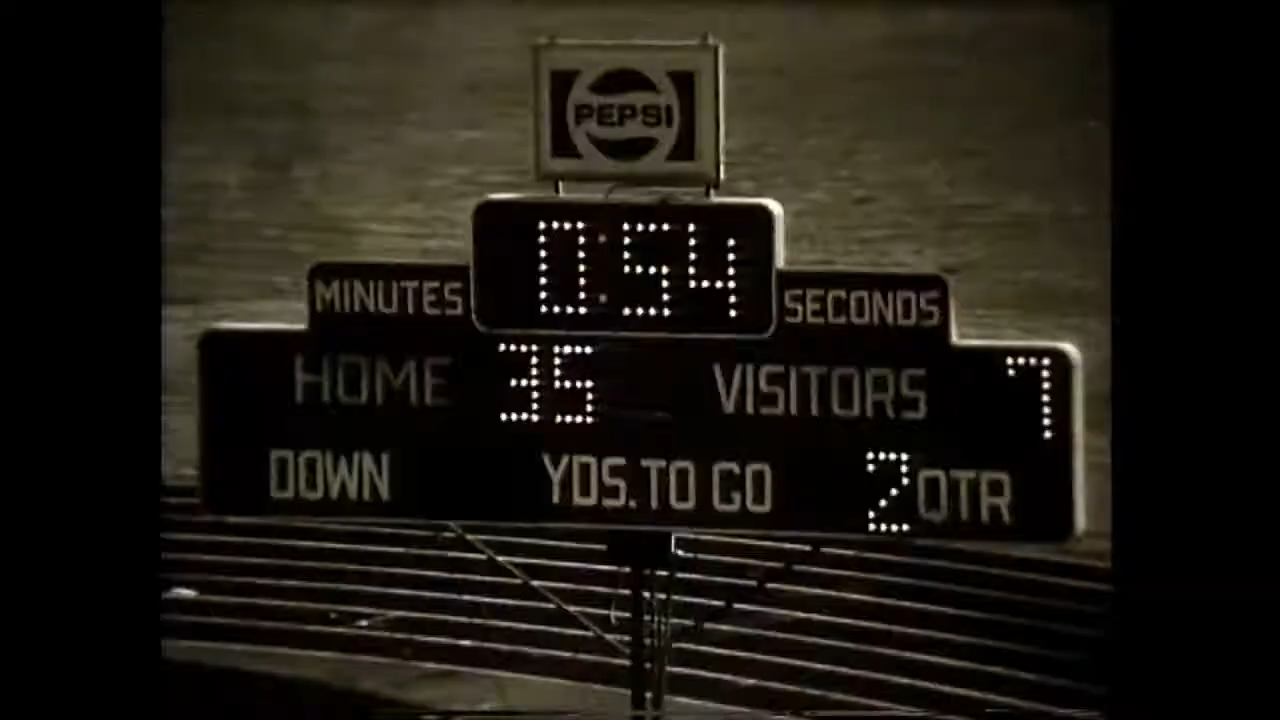 PEPSI
0:54
MINUTES SECONDS
HOME 35 VISITORS 7
DOWN YDS. TO GO 2 QTR